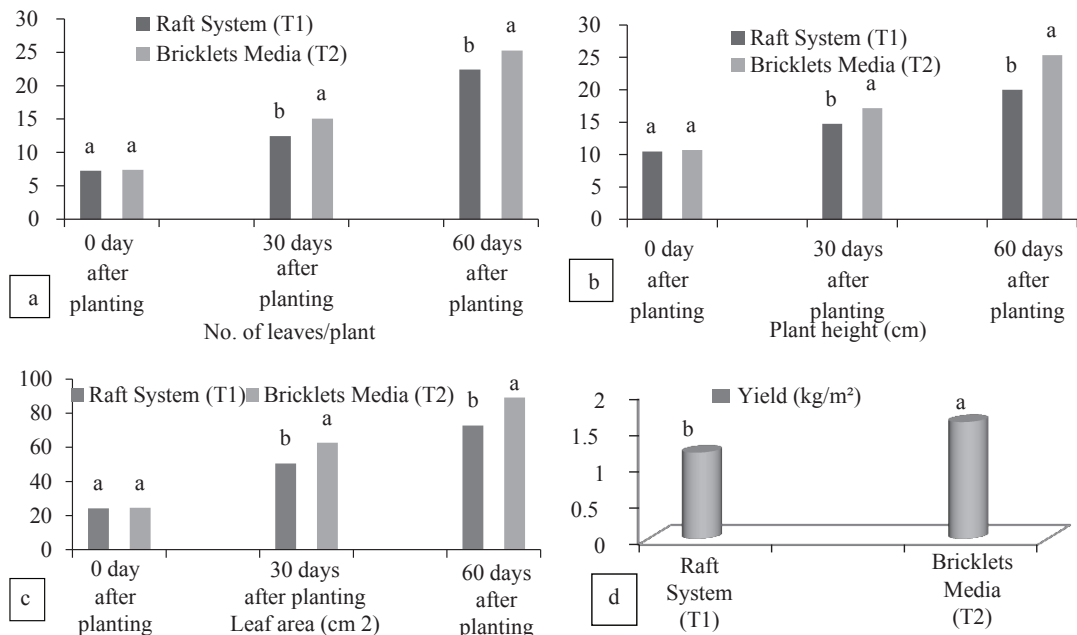 30
25
20
15
10
5
0
Raft System (T1)
Bricklets Media (T2)
a a
b a
b a
0 day
after
planting
30 days
after
planting
60 days
after
planting
No. of leaves/plant
a
30
25
20
15
10
5
0
Raft System (T1)
Bricklets Media (T2)
a a
b a
b a
0 day
after
planting
30 days
after
planting
60 days
after
planting
Plant height (cm)
b
100
80
60
40
20
0
Raft System (T1) Bricklets Media (T2)
a a
b a
b a
0 day
after
planting
30 days
after planting
60 days
after
planting
Leaf area (cm 2)
c
2
1.5
1
0.5
0
Yield (kg/m²)
b
a
Raft
System
(T1)
Bricklets
Media
(T2)
d